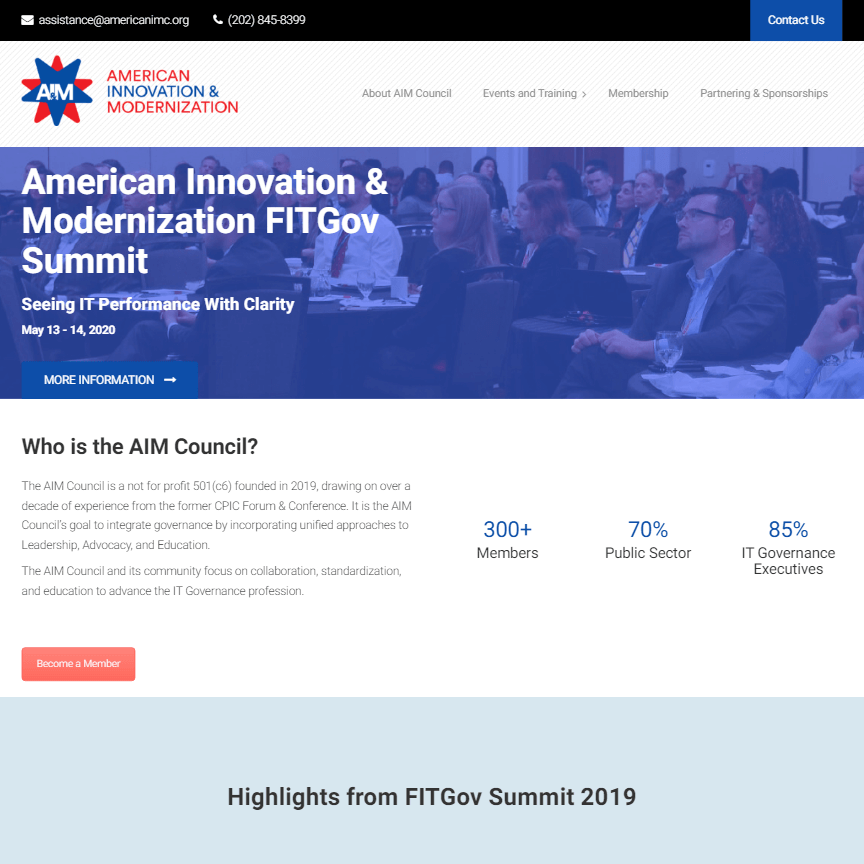 assistance@americanimc.org (202) 845-8399 Contact Us
AIM
AMERICAN
INNOVATION &
MODERNIZATION
About AIM Council Events and Training Membership Partnering & Sponsorships
American Innovation &
Modernization FITGov
Summit
Seeing IT Performance With Clarity
May 13 - 14, 2020
MORE INFORMATION
Who is the AIM Council?
The AIM Council is a not for profit 501(c6) founded in 2019, drawing on over a
decade of experience from the former CPIC Forum & Conference. It is the AIM
Council's goal to integrate governance by incorporating unified approaches to
Leadership, Advocacy, and Education.
The AIM Council and its community focus on collaboration, standardization,
and education to advance the IT Governance profession.
300+
Members
70%
Public Sector
85%
IT Governance
Executives
Become a Member
Highlights from FITGov Summit 2019